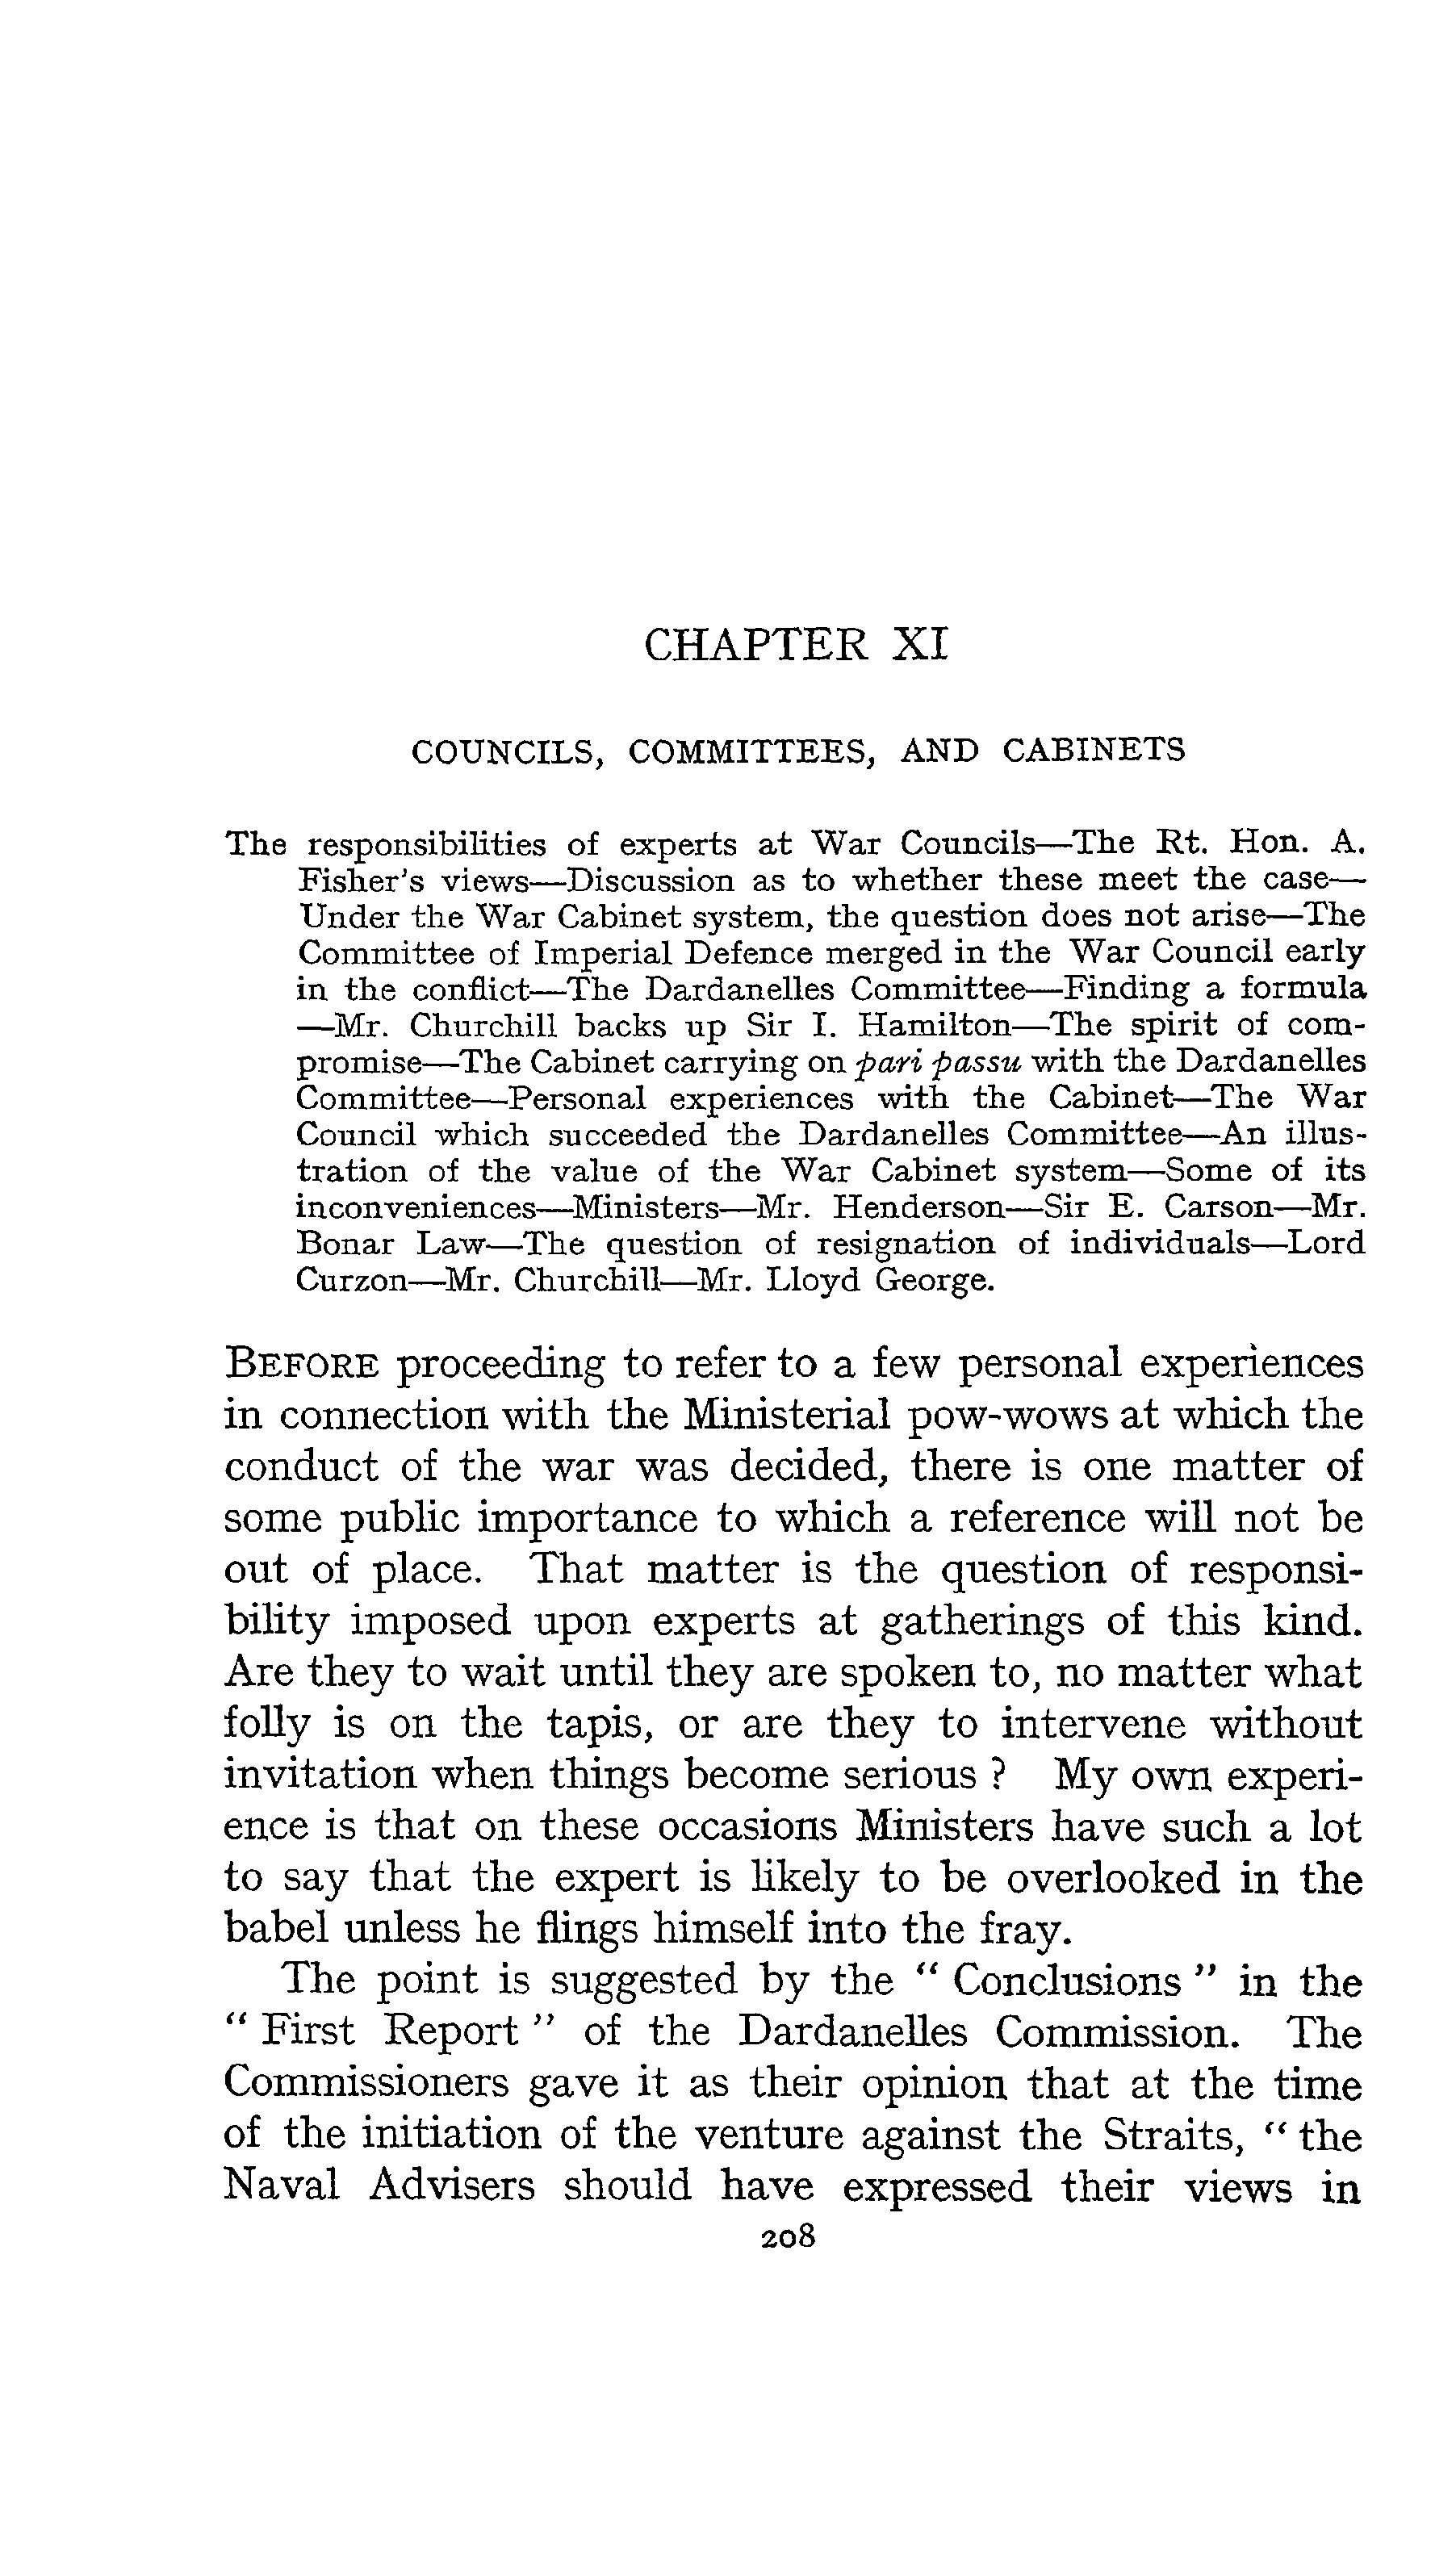 CHAPTER XI
COUNCILS, COMMITTEES, AND CABINETS
The responsibilities of experts at War Councils—The Rt. Hon. A.
Fisher's views—Discussion as to whether these meet the case—
Under the War Cabinet system, the question does not arise—The
Committee of Imperial Defence merged in the War Council early
in the conflict—The Dardanelles Committee—Finding a formula
—Mr. Churchill backs up Sir I. Hamilton—The spirit of com-
promise—The Cabinet carrying on pari passu with the Dardanelles
Committee—Personal experiences with the Cabinet—The War
Council which succeeded the Dardanelles Committee—An illus-
tration of the value of the War Cabinet system—Some of its
inconveniences—Ministers—Mr. Henderson—Sir E. Carson—Mr.
Bonar Law—The question of resignation of individuals—Lord
Curzon—Mr. Churchill—Mr. Lloyd George.
BEFORE proceeding to refer to a few personal experiences
in connection with the Ministerial pow-wows at which the
conduct of the war was decided, there is one matter of
some public importance to which a reference will not be
out of place. That matter is the question of responsi-
bility imposed upon experts at gatherings of this kind.
Are they to wait until they are spoken to, no matter what
folly is on the tapis, or are they to intervene without
invitation when things become serious ? My own experi-
ence is that on these occasions Ministers have such a lot
to say that the expert is likely to be overlooked in the
babel unless he flings himself into the fray.
The point is suggested by the “ Conclusions ” in the
“ First Report ” of the Dardanelles Commission. The
Commissioners gave it as their opinion that at the time
of the initiation of the venture against the Straits, “ the
Naval Advisers should have expressed their views in
208